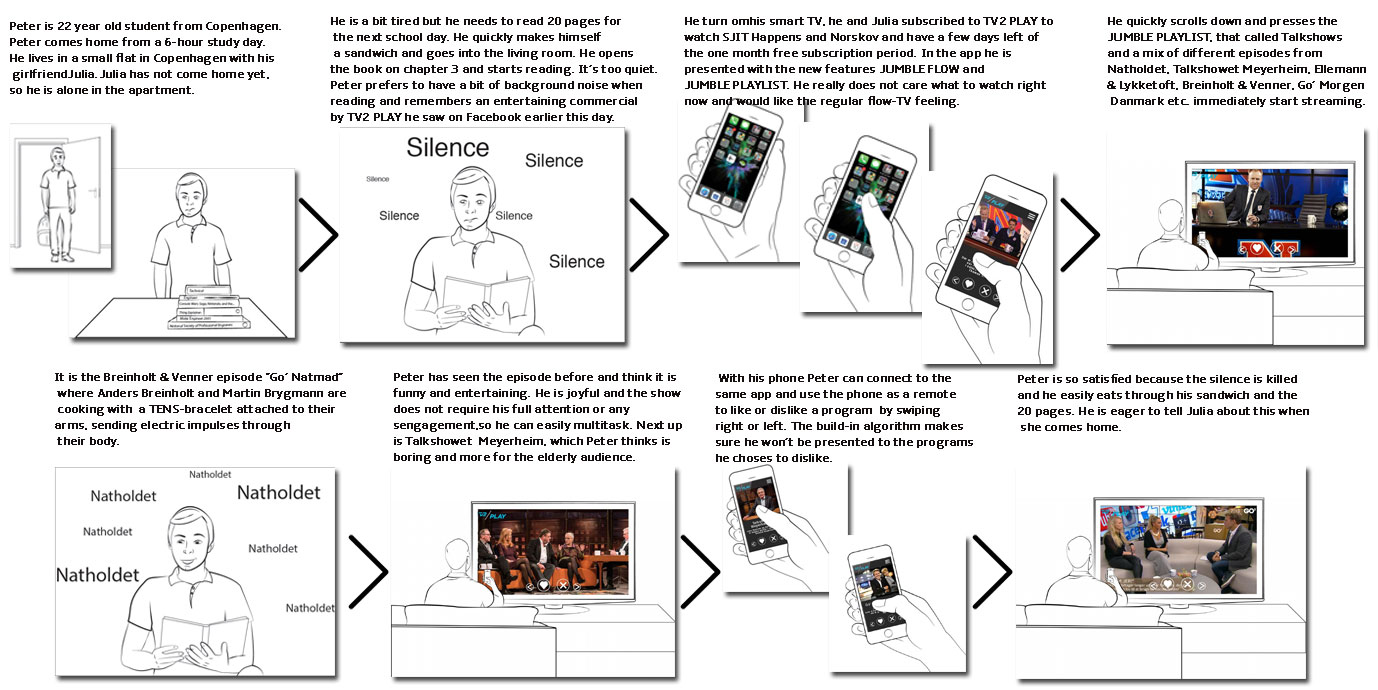 Peter is 22 year old student from Copenhagen.
Peter comes home from a 6-hour study day.
He lives in a small flat in Copenhagen with his
girlfriendJulia. Julia has not come home yet,
so he is alone in the apartment.
He is a bit tired but he needs to read 20 pages for
the next school day. He quickly makes himself
a sandwich and goes into the living room. He opens
the book on chapter 3 and starts reading. It´s too quiet.
Peter prefers to have a bit of background noise when
reading and remembers an entertaining commercial
by TV2 PLAY he saw on Facebook earlier this day.
He turn omhis smart TV, he and Julia subscribed to TV2 PLAY to
watch SJIT Happens and Norskov and have a few days left of
the one month free subscription period. In the app he is
presented with the new features JUMBLE FLOW and
JUMBLE PLAYLIST. He really does not care what to watch right
now and would like the regular flow-TV feeling.
He quickly scrolls down and presses the
JUMBLE PLAYLIST, that called Talkshows
and a mix of different episodes from
Natholdet, Talkshowet Meyerheim, Ellemann
& Lykketoft, Breinholt & Venner, Go´ Morgen
Danmark etc. immediately start streaming.
Silence
Silence
Silence
Silence
Silence
Silence
Technical
PLAY
It is the Breinholt & Venner episode "Go´ Natmad"
where Anders Breinholt and Martin Brygmann are
cooking with a TENS-bracelet attached to their
arms, sending electric impulses through
their body.
Peter has seen the episode before and think it is
funny and entertaining. He is joyful and the show
does not require his full attention or any
sengagement,so he can easily multitask. Next up
is Talkshowet Meyerheim, which Peter thinks is
boring and more for the elderly audience.
With his phone Peter can connect to the
same app and use the phone as a remote
to like or dislike a program by swiping
right or left. The build-in algorithm makes
sure he won´t be presented to the programs
he choses to dislike.
Peter is so satisfied because the silence is killed
and he easily eats through his sandwich and the
20 pages. He is eager to tell Julia about this when
she comes home.
Natholdet
Natholdet
Natholdet
Natholdet
Natholdet
Natholdet
Natholdet
PLAY
GO'